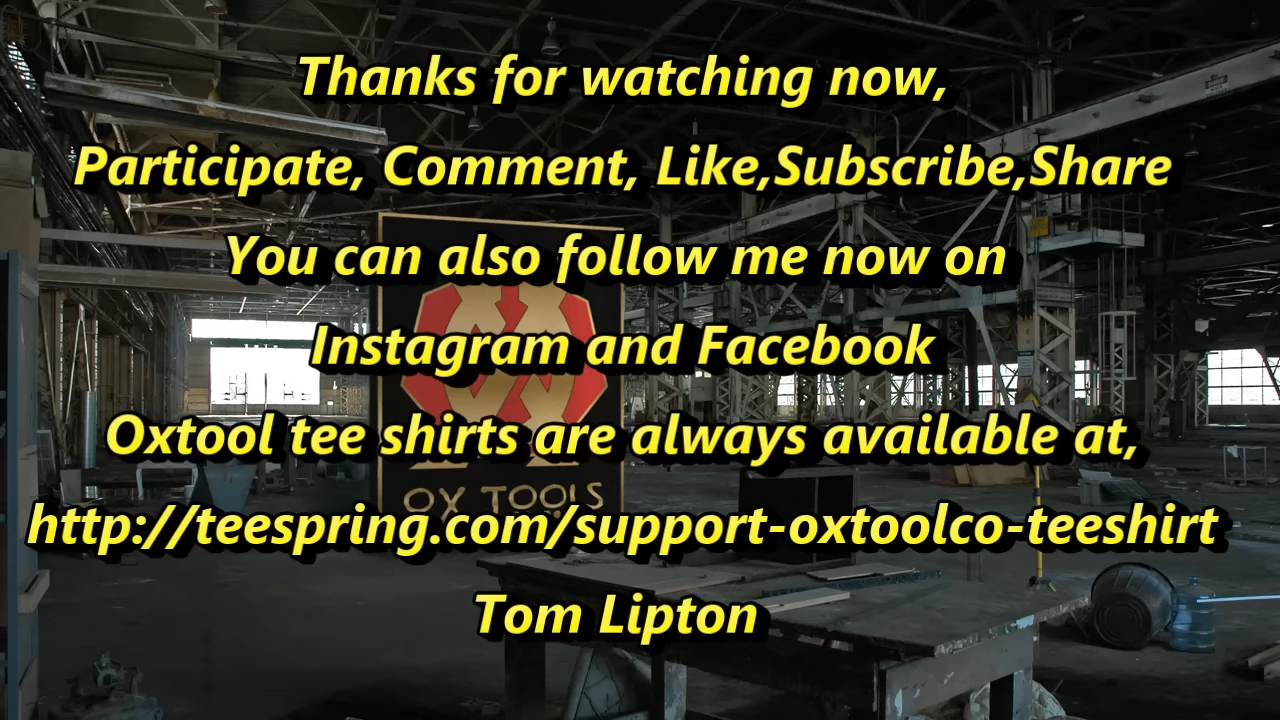 Thanks for watching now,
Participate, Comment, Like,Subscribe,Share
You can also follow me now on
Instagram and Facebook
Oxtool tee shirts are always available at,
OX TOOLS
http://teespring.com/support-oxtoolco-teeshirt
Tom Lipton